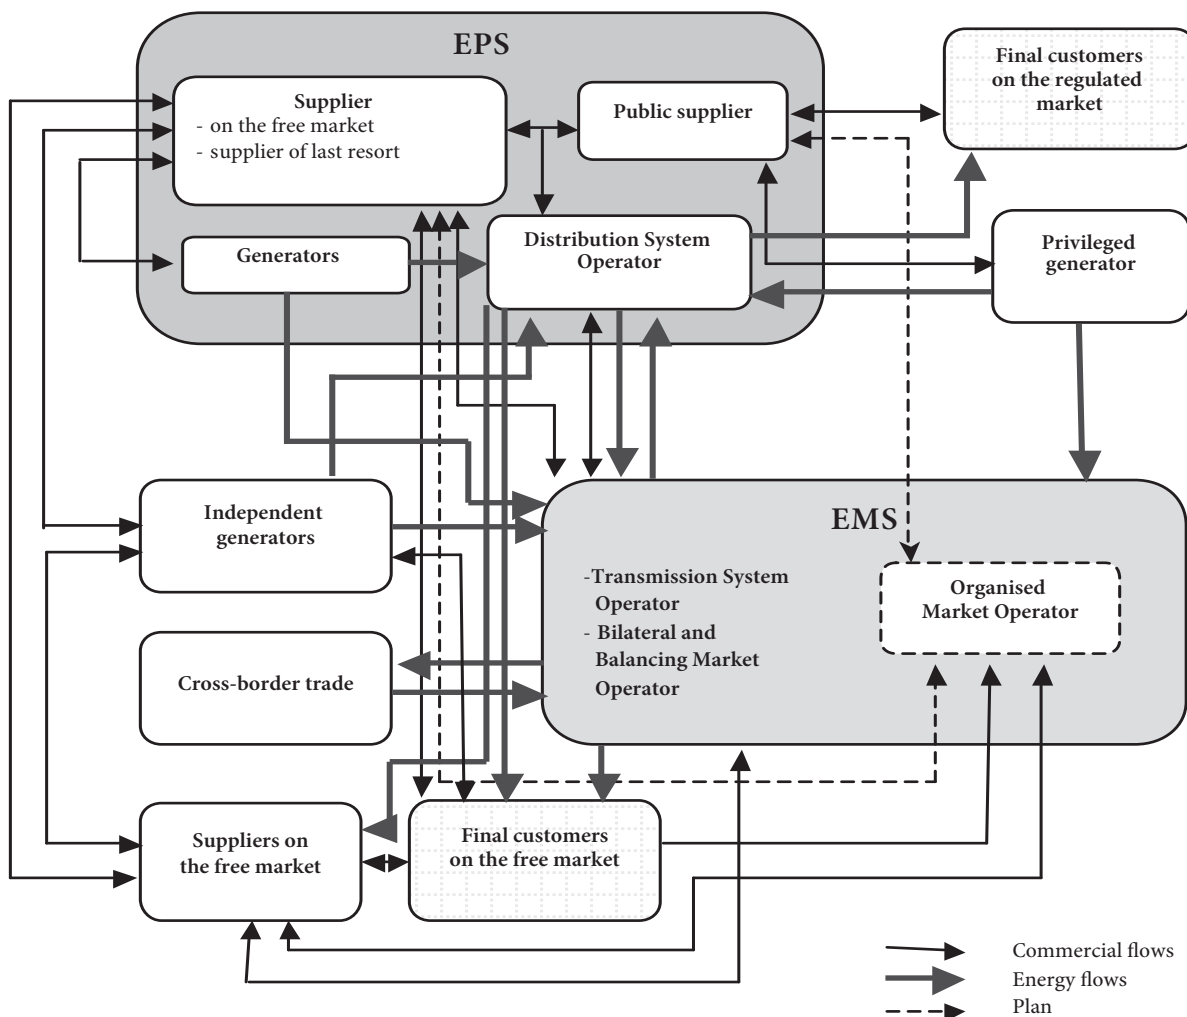 EPS
Supplier
- on the free market
- supplier of last resort
Public supplier
Final customers
on the regulated
market
Generators
Distribution System
Operator
Privileged
generator
Independent
generators
EMS
-Transmission System
Operator
- Bilateral and
Balancing Market
Operator
Organised
Market Operator
Cross-border trade
Suppliers on
the free market
Final customers
on the free market
Commercial flows
Energy flows
Plan